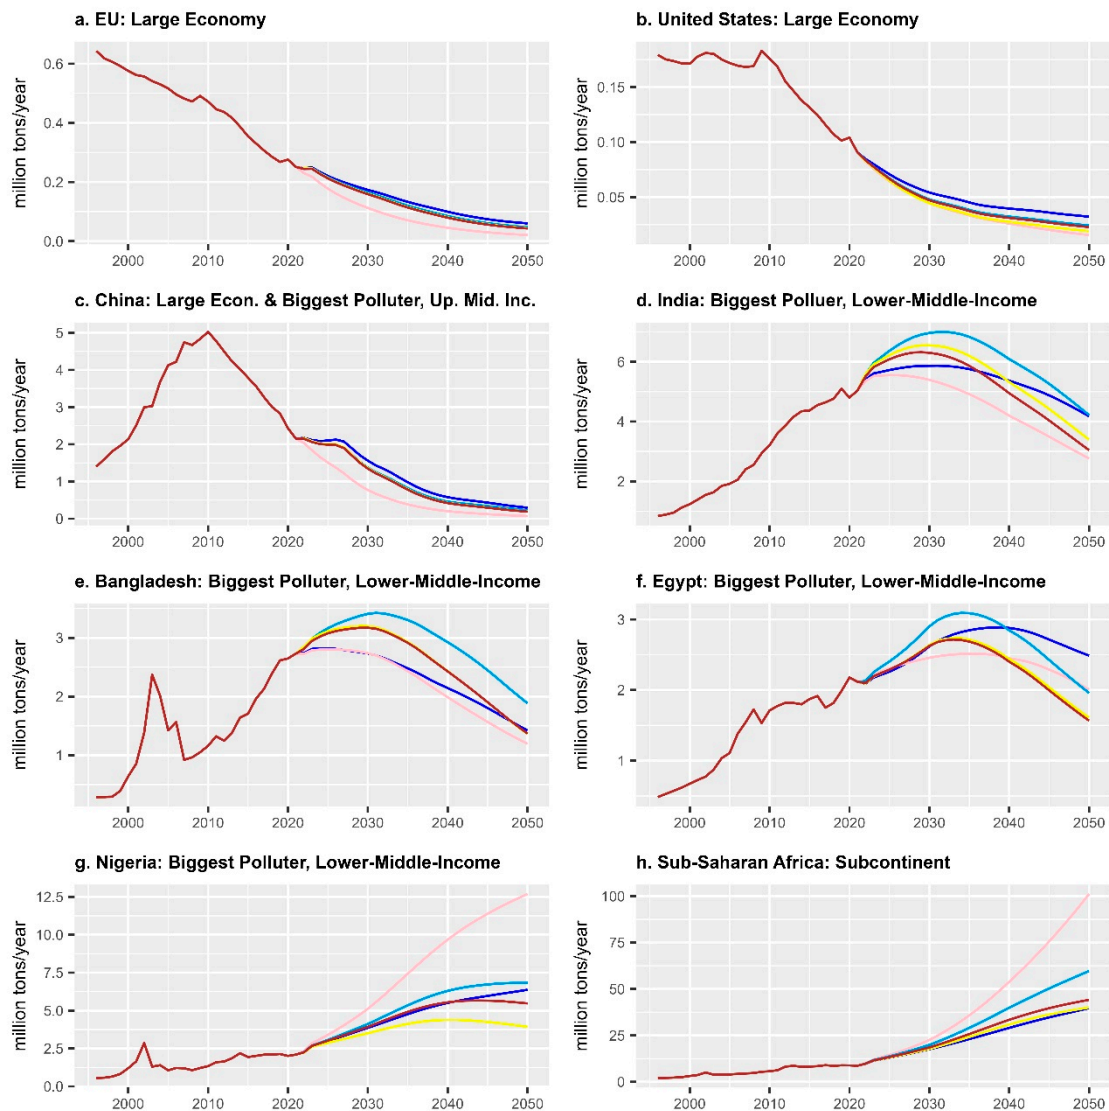 a. EU: Large Economy
million tons/year
0.6
0.4
0.2
0.0
2000 2010 2020 2030 2040 2050
b. United States: Large Economy
million tons/year
0.15
0.10
0.05
2000 2010 2020 2030 2040 2050
c. China: Large Econ. & Biggest Polluter, Up. Mid. Inc.
million tons/year
5
4
3
2
1
0
2000 2010 2020 2030 2040 2050
d. India: Biggest Polluer, Lower-Middle-Income
million tons/year
6
4
2
2000 2010 2020 2030 2040 2050
e. Bangladesh: Biggest Polluter, Lower-Middle-Income
million tons/year
3
2
1
2000 2010 2020 2030 2040 2050
f. Egypt: Biggest Polluter, Lower-Middle-Income
million tons/year
3
2
1
2000 2010 2020 2030 2040 2050
g. Nigeria: Biggest Polluter, Lower-Middle-Income
million tons/year
12.5
10.0
7.5
5.0
2.5
0.0
2000 2010 2020 2030 2040 2050
h. Sub-Saharan Africa: Subcontinent
million tons/year
100
75
50
25
0
2000 2010 2020 2030 2040 2050